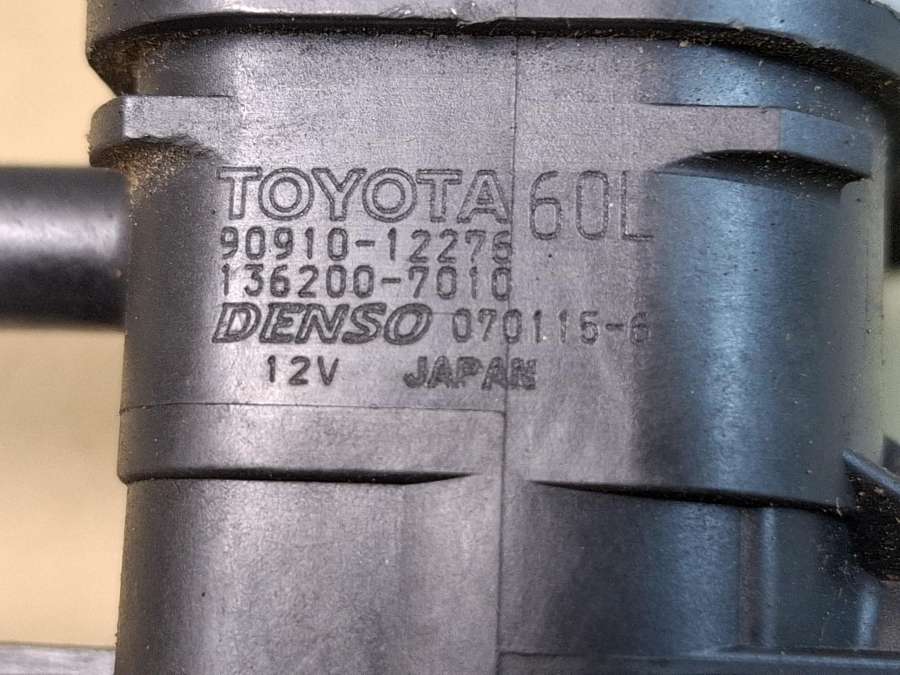 TOYOTA 60L
90910-12276
136200-7010
DENSO 070115-6
12V JAPAN